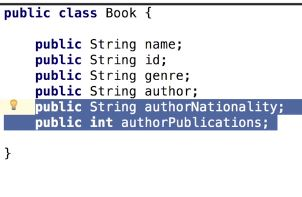 public class Book {
public String name;
public String id;
public String genre;
public String author;
public String authorNationality;
public int authorPublications;
}